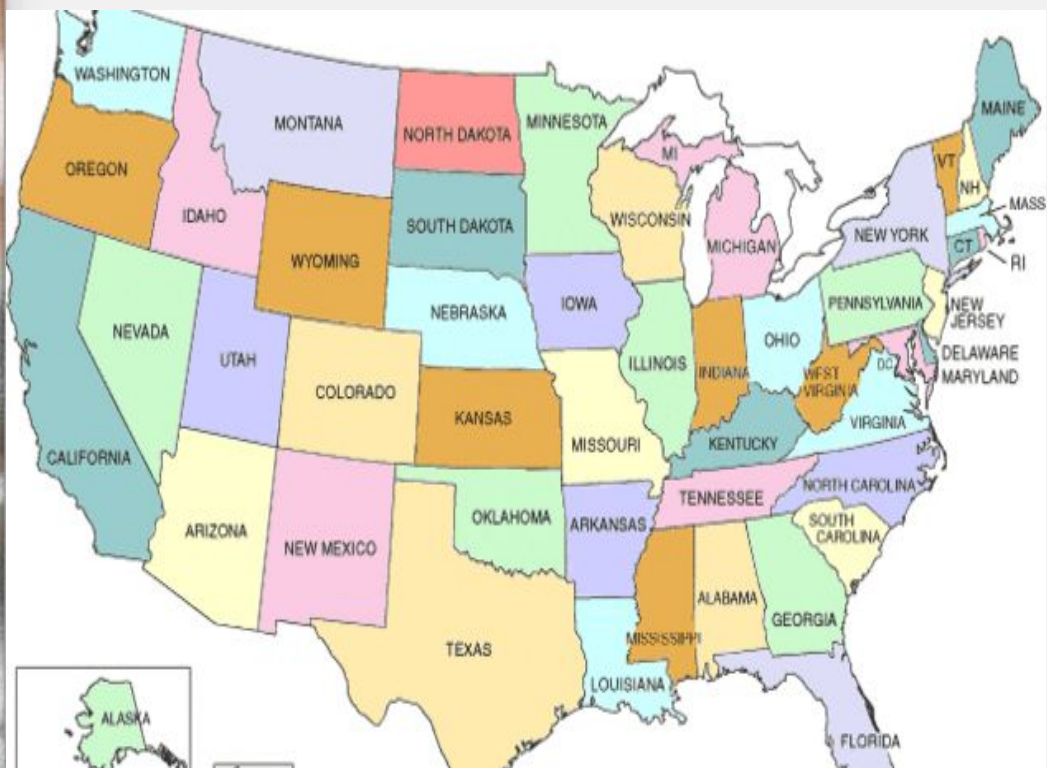 WASHINGTON
MONTANA
NORTH DAKOTA
MINNESOTA
MAINE
OREGON
IDAHO
MI
VT
NH
MASS
SOUTH DAKOTA
WISCONSIN
MICHIGAN
NEW YORK
CT
RI
WYOMING
NEBRASKA
IOWA
PENNSYLVANIA
NEW
JERSEY
NEVADA
UTAH
COLORADO
ILLINOIS
INDIANA
OHIO
WEST
VIRGINIA
DC
DELAWARE
MARYLAND
KANSAS
MISSOURI
KENTUCKY
VIRGINIA
CALIFORNIA
ARIZONA
NEW MEXICO
OKLAHOMA
ARKANSAS
TENNESSEE
NORTH CAROLINA
SOUTH
CAROLINA
TEXAS
LOUISIANA
MISSISSIPPI
ALABAMA
GEORGIA
ALASKA
FLORIDA